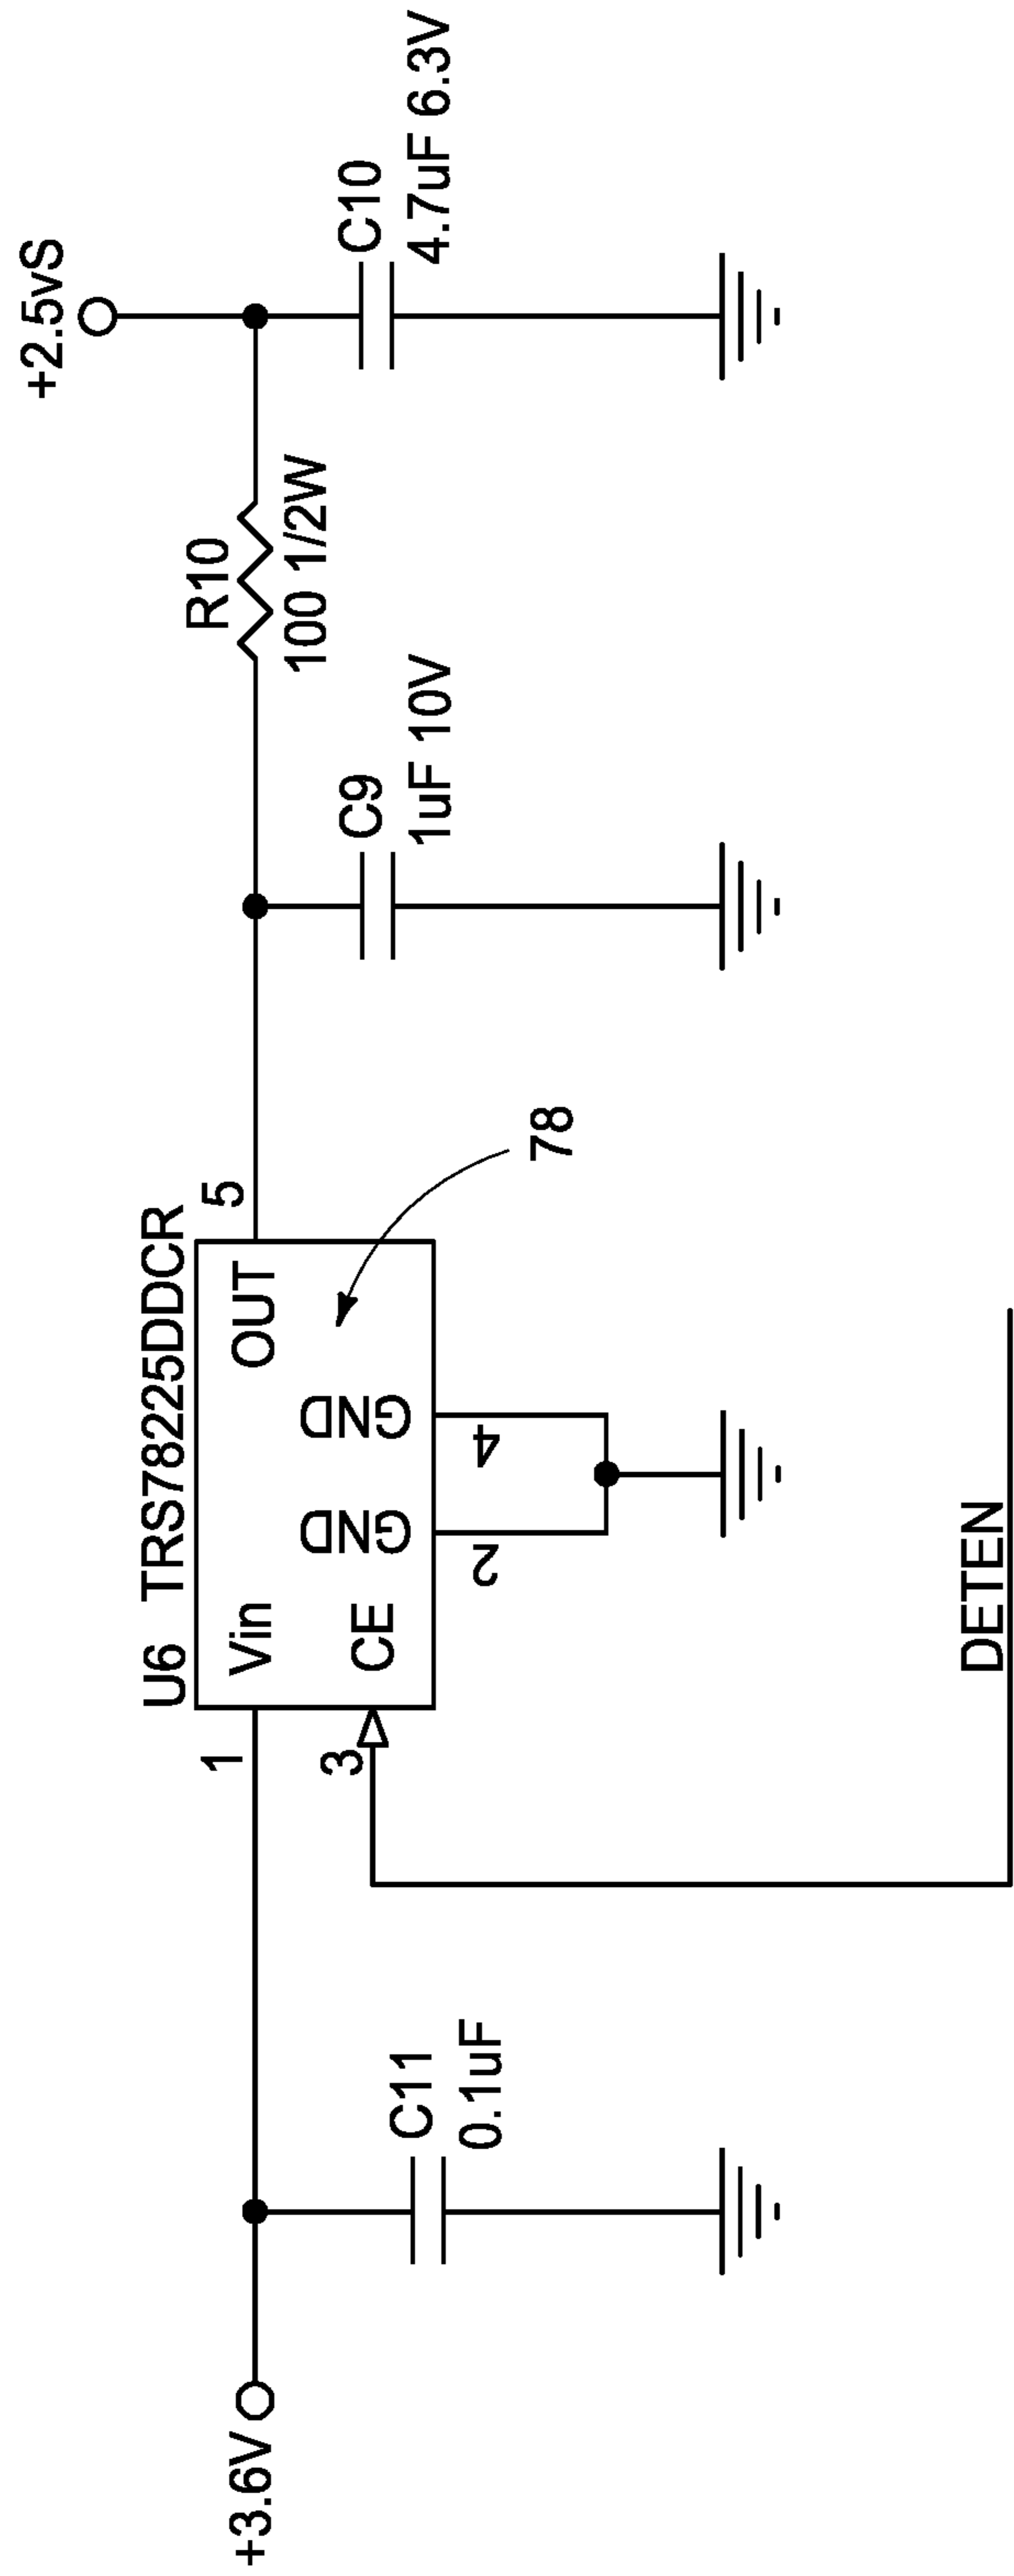 +3.6V
C11
0.1uF
1
3
U6 TRS78225DDCR
Vin
OUT
CE
GND
GND
2
4
5
78
DETEN
C9
1uF 10V
R10
100 1/2W
+2.5vS
C10
4.7uF 6.3V